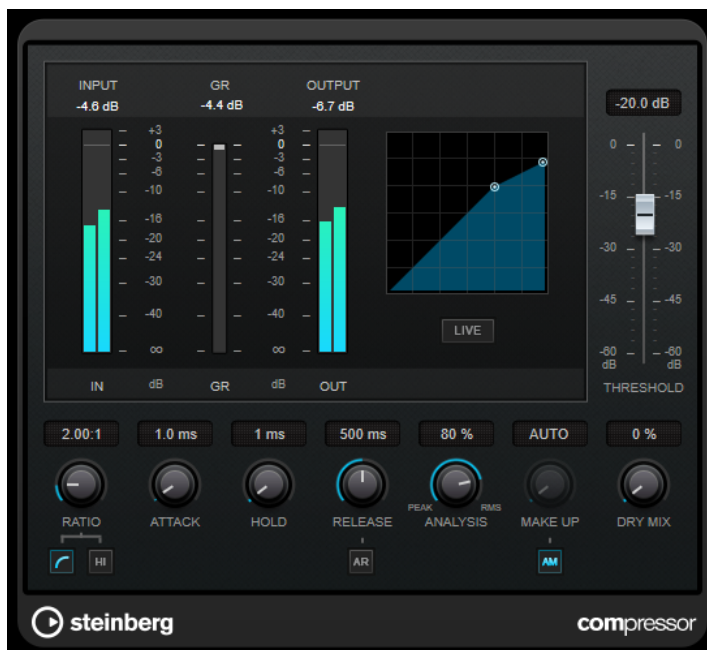 INPUT GR OUTPUT
-4.6 dB -4.4 dB -6.7 dB
-20.0 dB
+3 +3
0 0
-3 -3
-6 -6
-10 -10
-16 -16
-20 -20
-24 -24
-30 -30
-40 -40
∞ ∞
0 0
-15 -15
-30 -30
-45 -45
-60 -60
dB dB
LIVE
IN dB GR dB OUT
THRESHOLD
2.00:1 1.0 ms 1 ms 500 ms 80 % AUTO 0 %
PEAK RMS
RATIO ATTACK HOLD RELEASE ANALYSIS MAKE UP DRY MIX
HI AR AM
steinberg
compressor